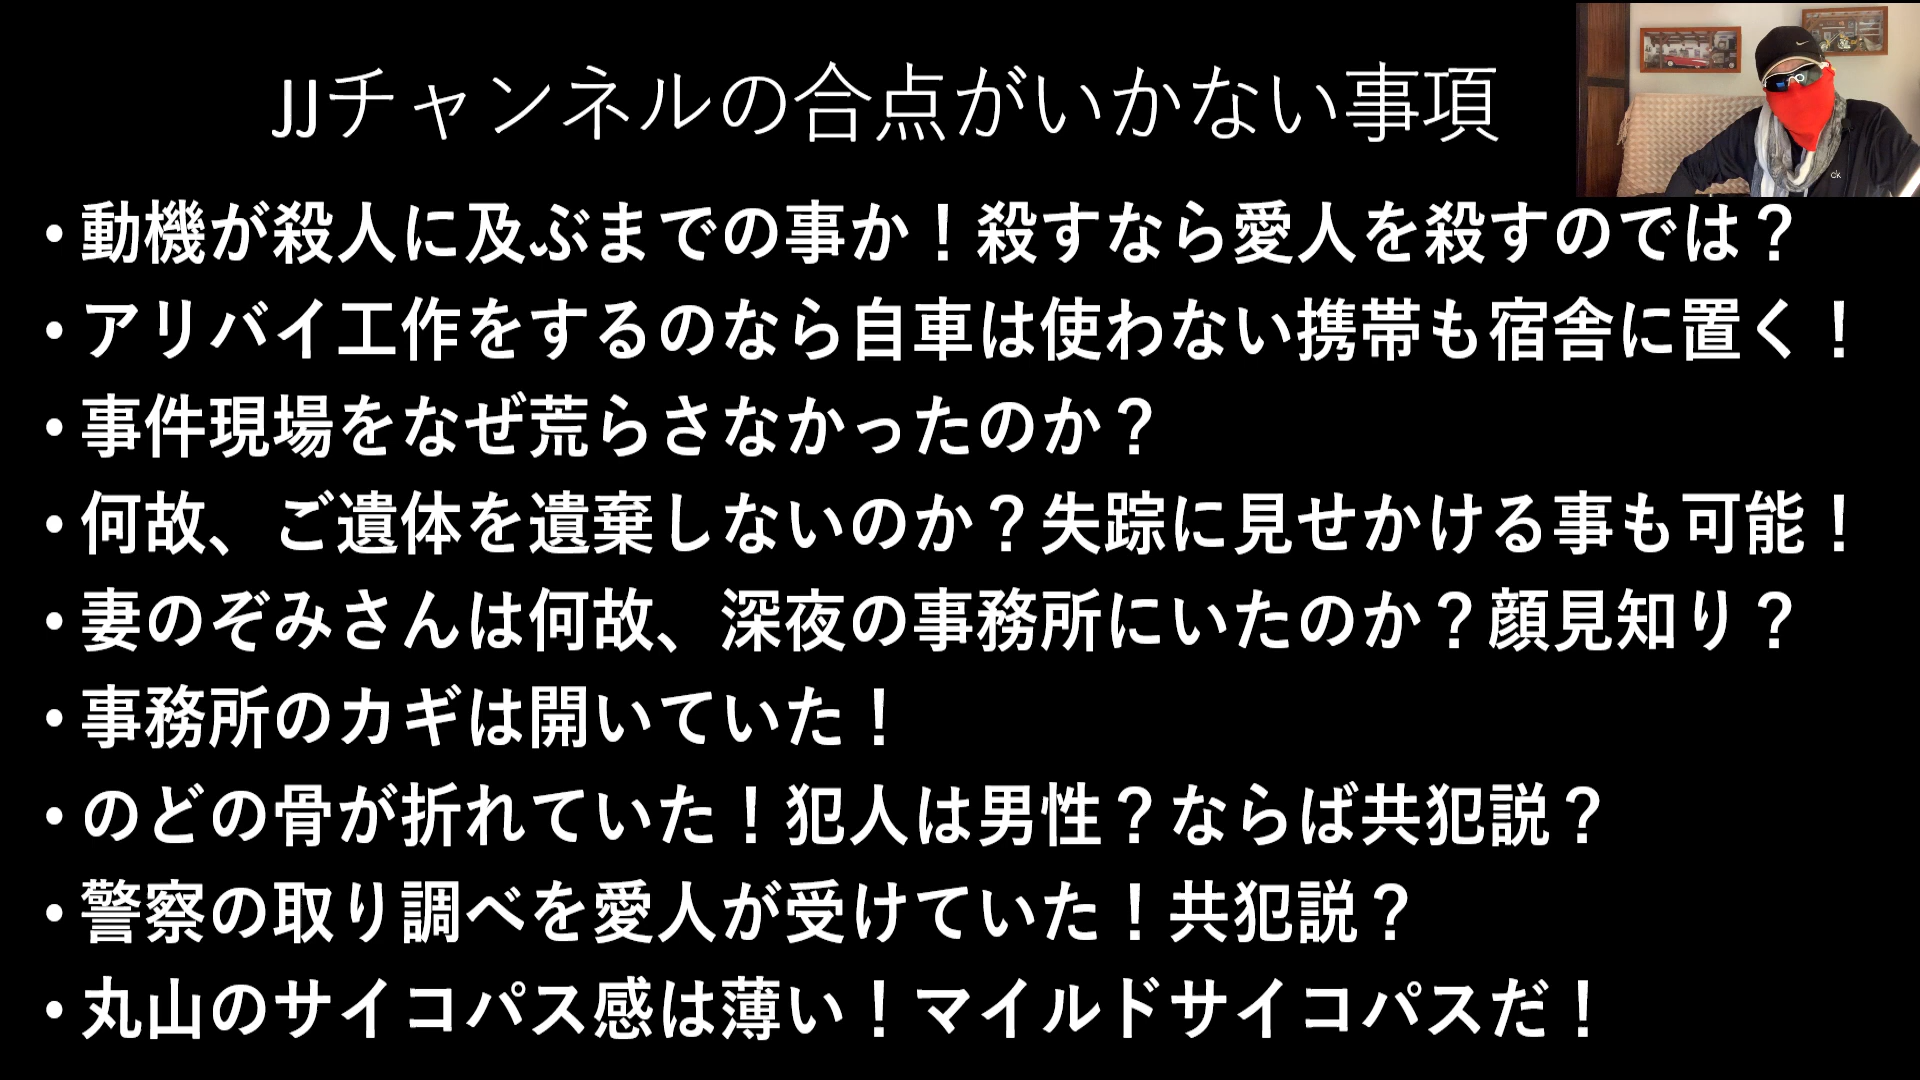 JJチャンネルの合点がいかない事項
・動機が殺人に及ぶまでの事か！殺すなら愛人を殺すのでは？
・アリバイ工作をするのなら自車は使わない携帯も宿舎に置く！
・事件現場をなぜ荒らさなかったのか？
・何故、ご遺体を遺棄しないのか？失踪に見せかける事も可能！
・妻のぞみさんは何故、深夜の事務所にいたのか？顔見知り？
・事務所のカギは開いていた！
・のどの骨が折れていた！犯人は男性？ならば共犯説？
・警察の取り調べを愛人が受けていた！共犯説？
・丸山のサイコパス感は薄い！マイルドサイコパスだ！
ck